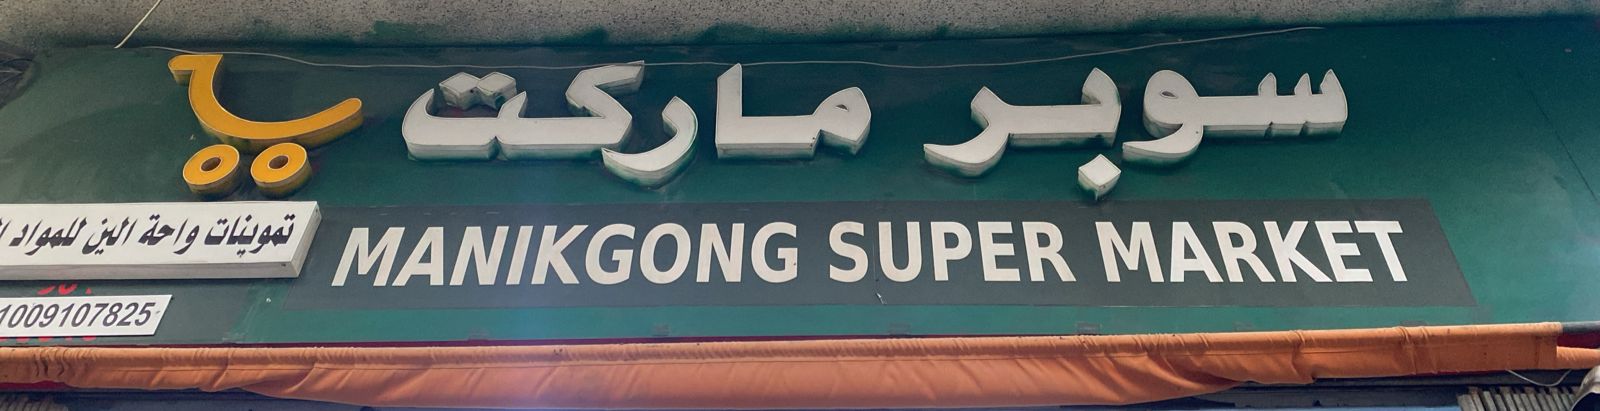 سوبر ماركت
MANIKGONG SUPER MARKET
تموينات واحة الين للمواد
1009107825